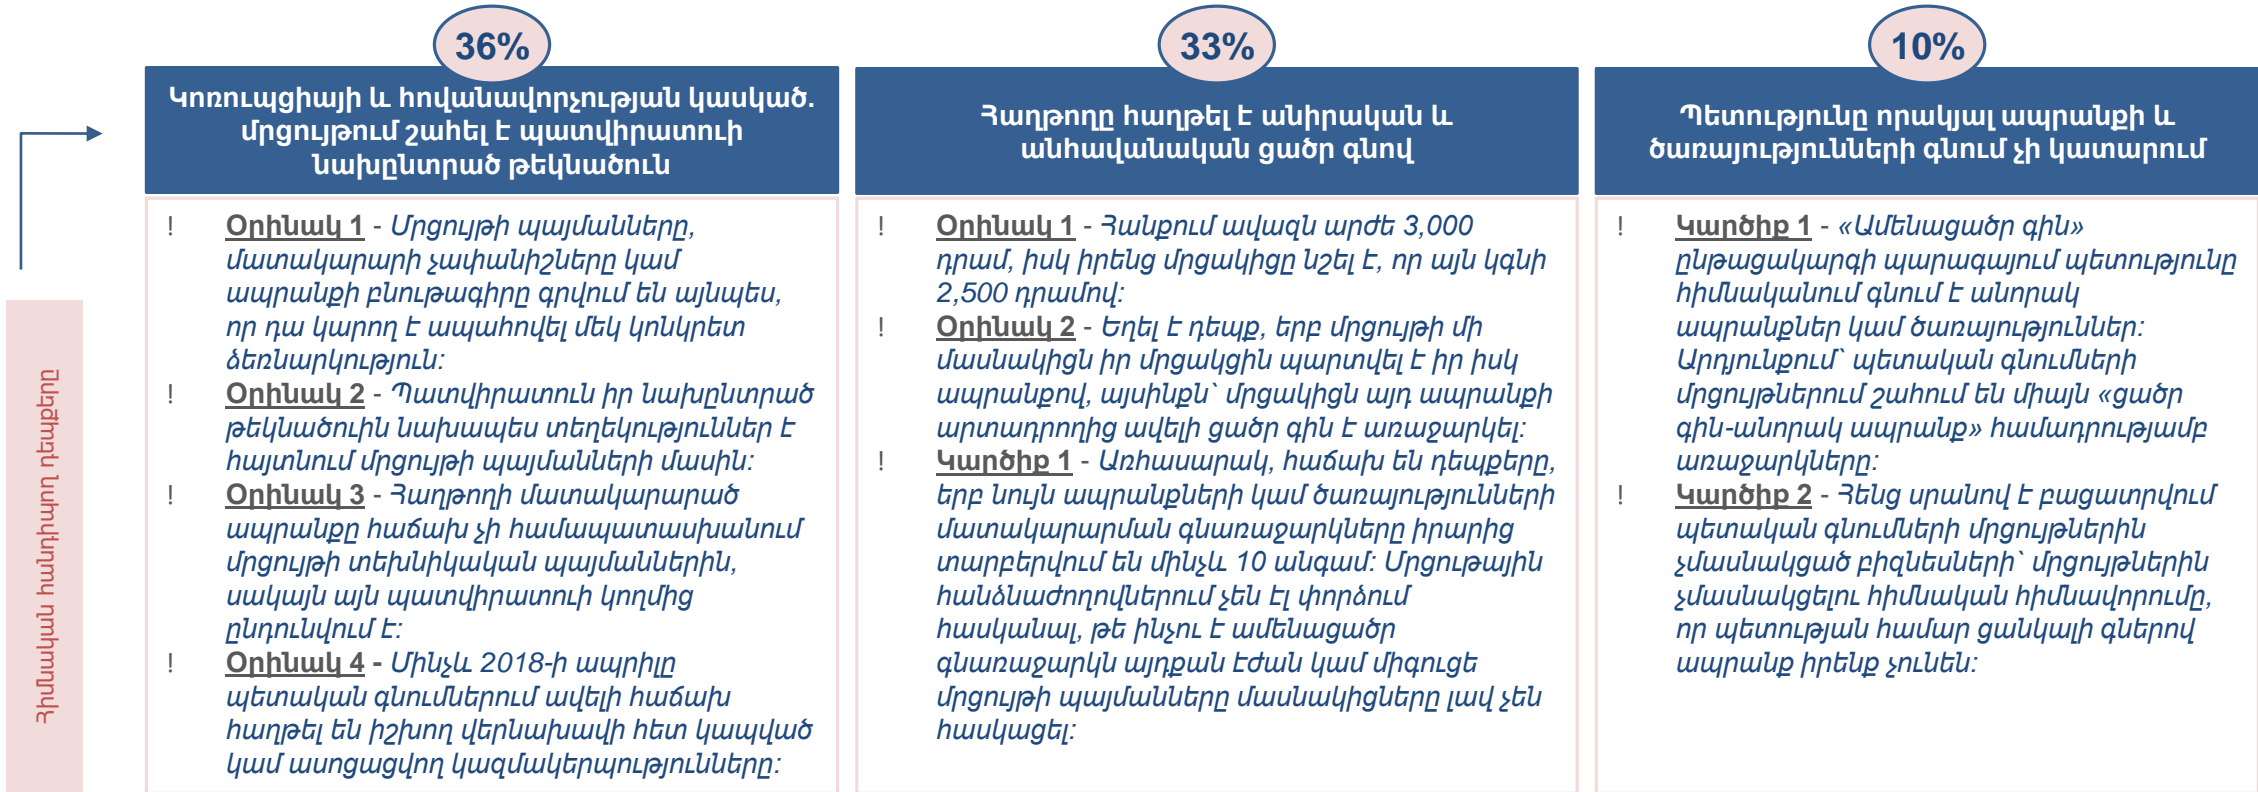 36%
Կոռուպցիայի և հովանավորչության կասկած.
մրցույթում շահել է պատվիրատուի
նախընտրած թեկնածուն
! Օրինակ 1 - Մրցույթի պայմանները,
մատակարարի չափանիշները կամ
ապրանքի բնութագիրը գրվում են այնպես,
որ դա կարող է ապահովել մեկ կոնկրետ
ձեռնարկություն:
! Օրինակ 2 - Պատվիրատուն իր նախընտրած
թեկնածուին նախապես տեղեկություններ է
հայտնում մրցույթի պայմանների մասին:
! Օրինակ 3 - Հաղթողի մատակարարած
ապրանքը հաճախ չի համապատասխանում
մրցույթի տեխնիկական պայմաններին,
սակայն այն պատվիրատուի կողմից
ընդունվում է:
! Օրինակ 4 - Մինչև 2018-ի ապրիլը
պետական գնումներում ավելի հաճախ
հաղթել են իշխող վերնախավի հետ կապված
կամ ասոցացվող կազմակերպությունները:
33%
Հաղթողը հաղթել է անիրական և
անհավանական ցածր գնով
! Օրինակ 1 - Հանքում ավազն արժե 3,000
դրամ, իսկ իրենց մրցակիցը նշել է, որ այն կգնի
2,500 դրամով:
! Օրինակ 2 - Եղել է դեպք, երբ մրցույթի մի
մասնակիցն իր մրցակցին պարտվել է իր իսկ
ապրանքով, այսինքն` մրցակիցն այդ ապրանքի
արտադրողից ավելի ցածր գին է առաջարկել:
! Կարծիք 1 - Առհասարակ, հաճախ են դեպքերը,
երբ նույն ապրանքների կամ ծառայությունների
մատակարարման գնառաջարկները իրարից
տարբերվում են մինչև 10 անգամ: Մրցութային
հանձնաժողովներում չեն էլ փորձում
հասկանալ, թե ինչու է ամենացածր
գնառաջարկն այդքան էժան կամ միգուցե
մրցույթի պայմանները մասնակիցները լավ չեն
հասկացել:
10%
Պետությունը որակյալ ապրանքի և
ծառայությունների գնում չի կատարում
! Կարծիք 1 - «Ամենացածր գին»
ընթացակարգի պարագայում պետությունը
հիմնականում գնում է անորակ
ապրանքներ կամ ծառայություններ:
Արդյունքում` պետական գնումների
մրցույթներում շահում են միայն «ցածր
գին-անորակ ապրանք» համադրությամբ
առաջարկները:
! Կարծիք 2 - Հենց սրանով է բացատրվում
պետական գնումների մրցույթներին
չմասնակցած բիզնեսների` մրցույթներին
չմասնակցելու հիմնական հիմնավորումը,
որ պետության համար ցանկալի գներով
ապրանք իրենք չունեն:
Հիմնական հանդիպող դեպքերը